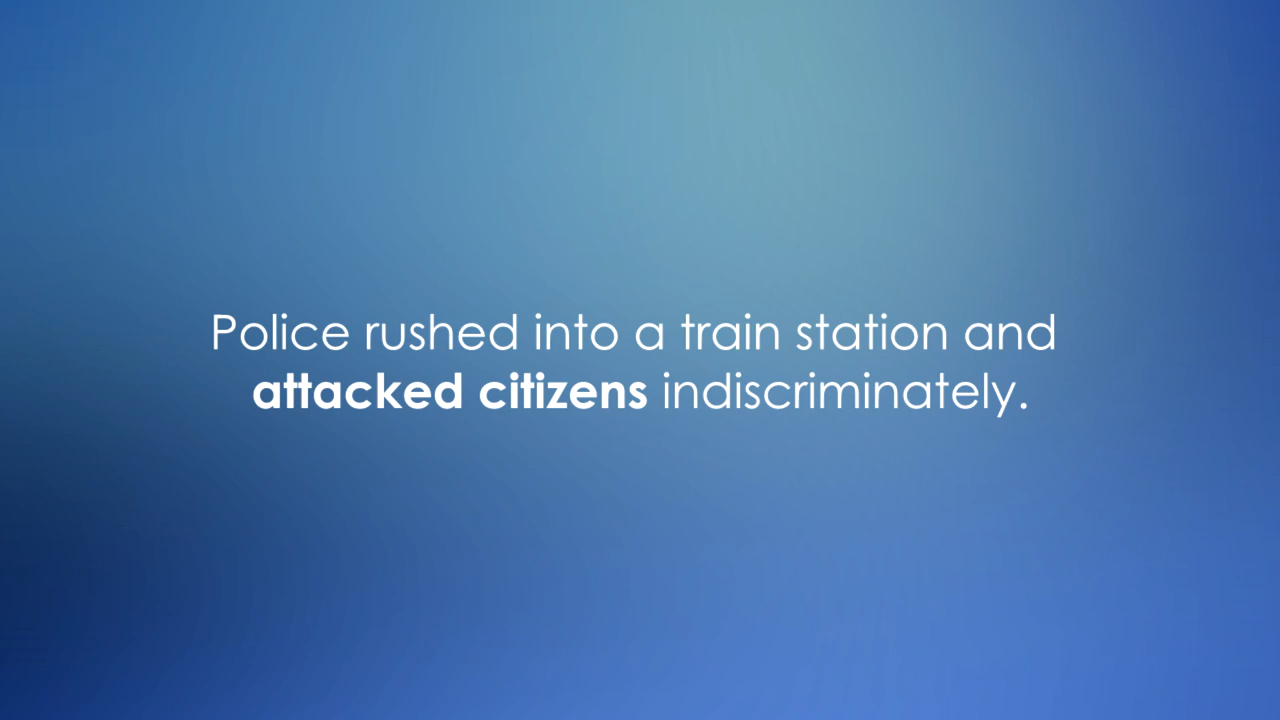 Police rushed into a train station and
attacked citizens indiscriminately.